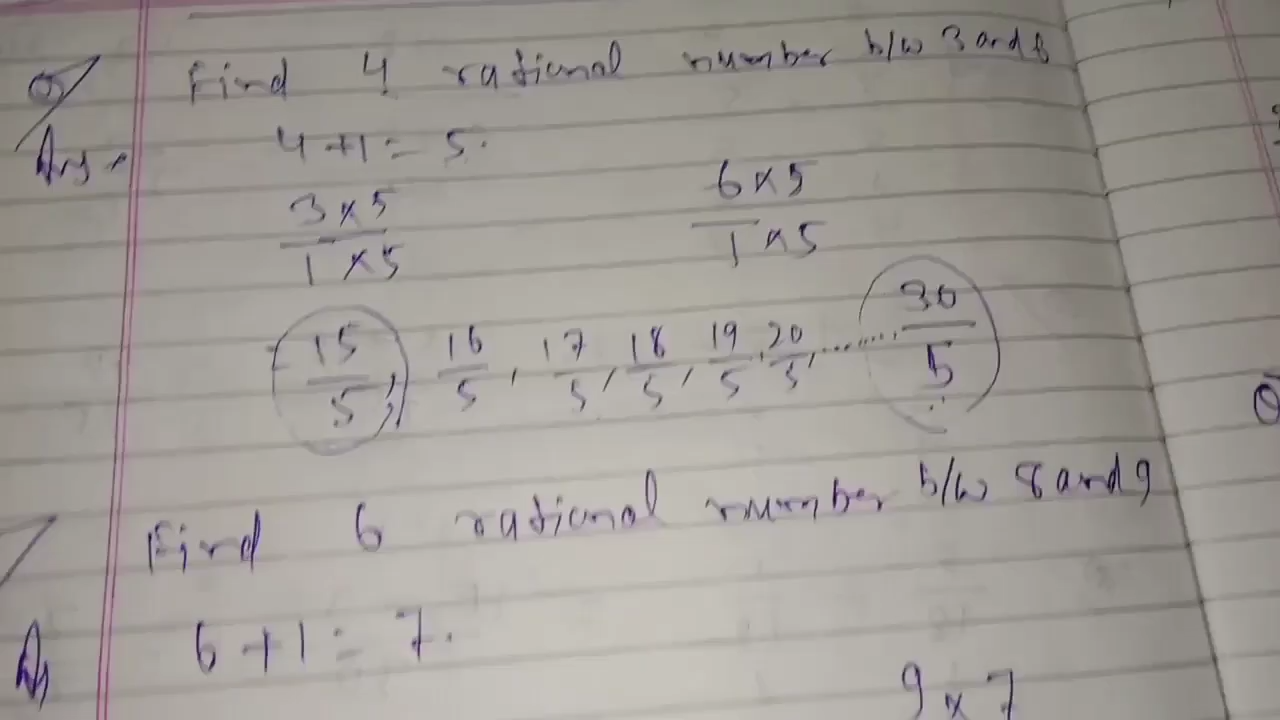 Q Find 4 rational number b/w 3 and 6
Ans. 4+1= 5.
3×5 6×5
1×5 1×5
15/5, 16/5, 17/5, 18/5, 19/5, 20/5, ........ 30/5
Find 6 rational number b/w 8 and 9
6+1= 7.
9×7